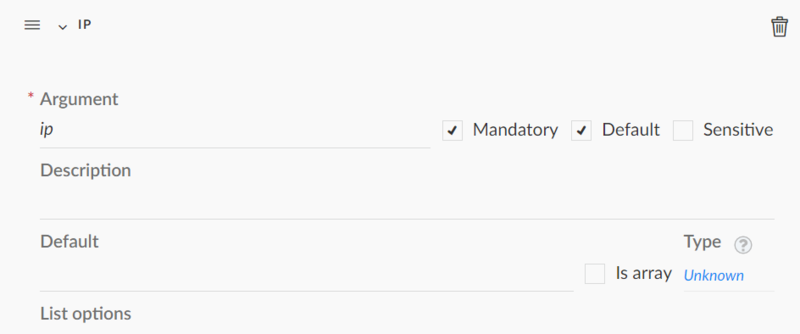 IP
* Argument
ip
Mandatory Default Sensitive
Description
Default
Type ?
Is array Unknown
List options